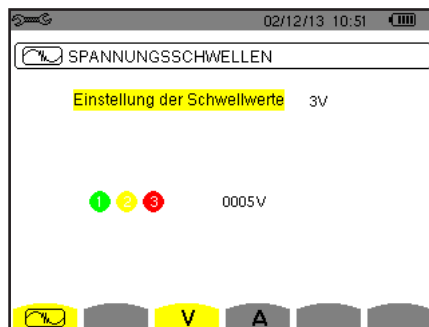 02/12/13 10:51
SPANNUNGSSCHWELLEN
Einstellung der Schwellwerte 3V
1 2 3 0005V
V A